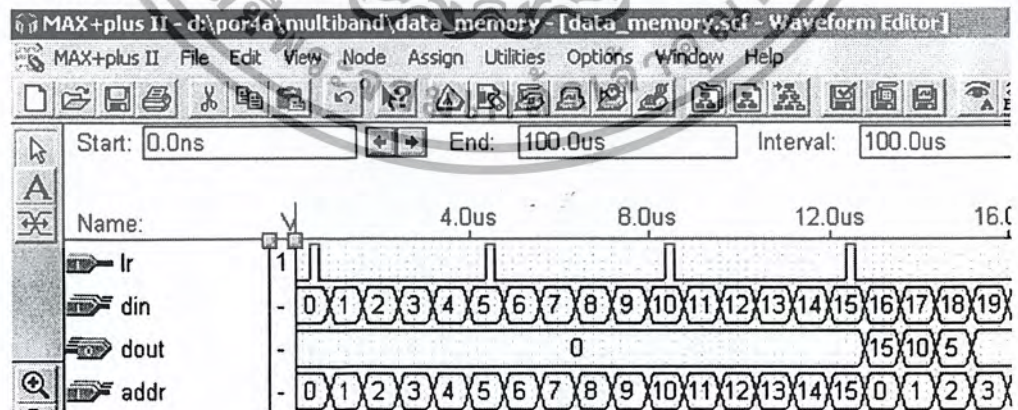 MAX+plus II - d:\por4a\multiband\data_memory - [data_memory.scf - Waveform Editor]
MAX+plus II File Edit View Node Assign Utilities Options Window Help
Start: 0.0ns End: 100.0us Interval: 100.0us
Name: 4.0us 8.0us 12.0us
lr 1
din - 0 1 2 3 4 5 6 7 8 9 10 11 12 13 14 15 16 17 18 19
dout - 0 15 10 5
addr - 0 1 2 3 4 5 6 7 8 9 10 11 12 13 14 15 0 1 2 3